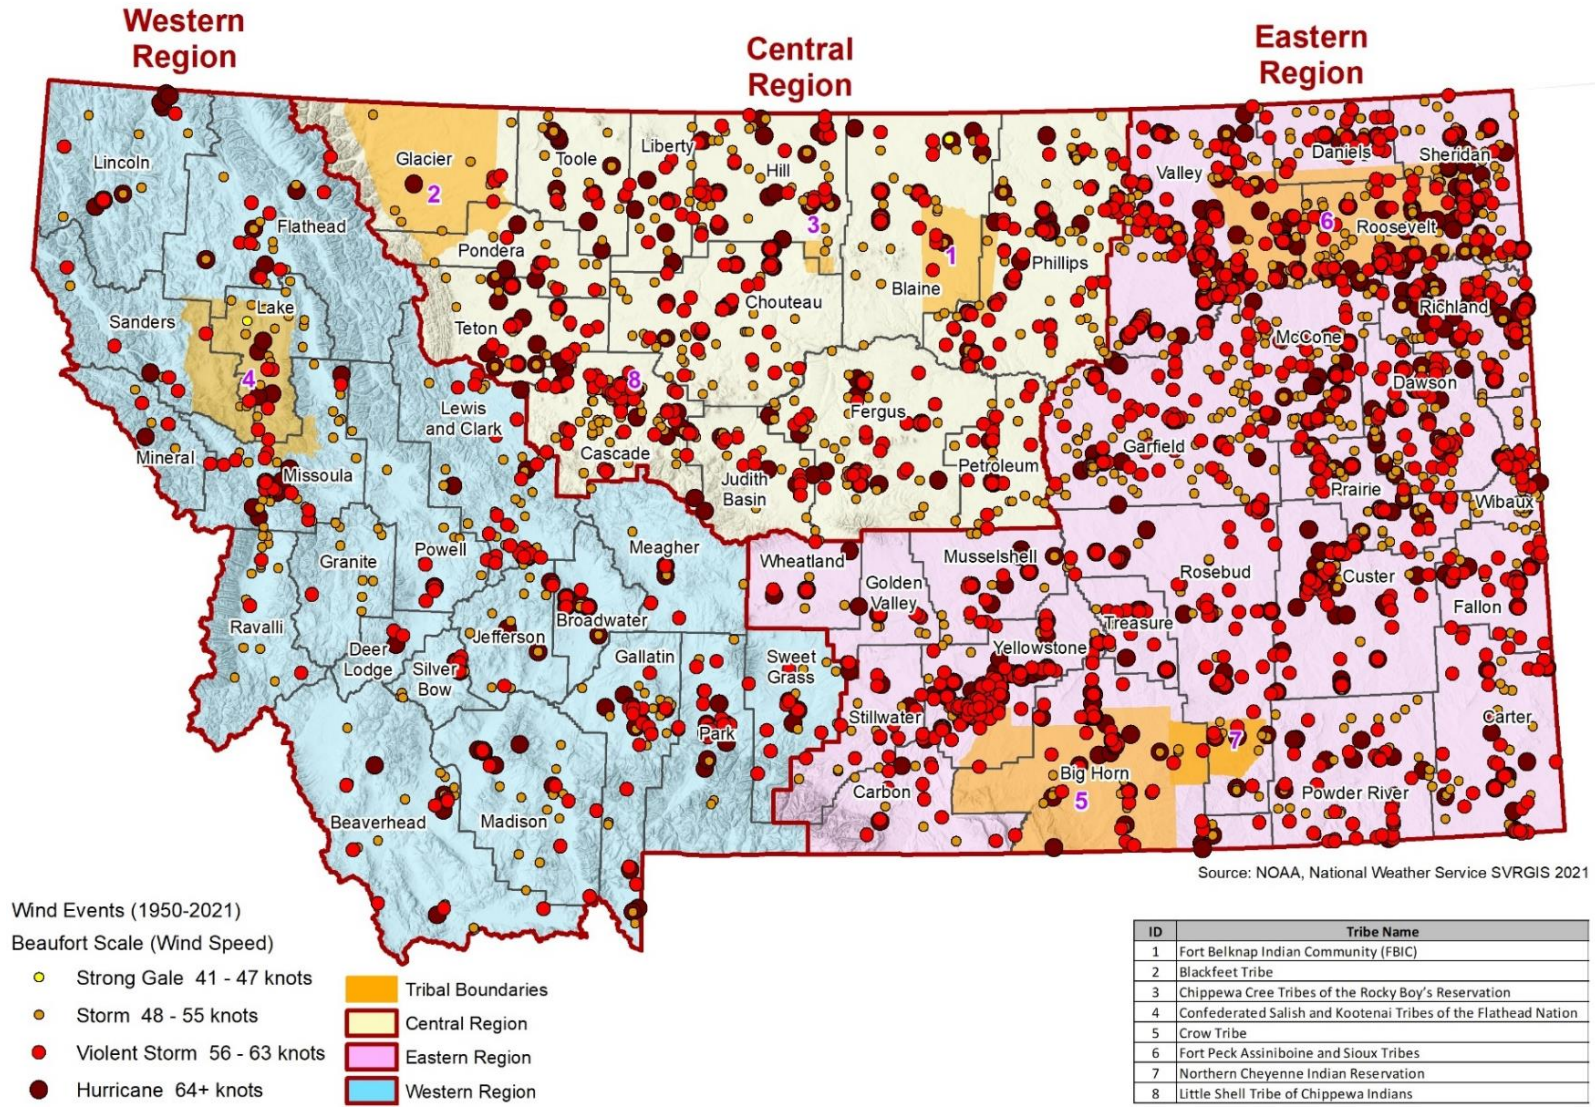 Western
Region
Central
Region
Eastern
Region
Lincoln
Flathead
Glacier
2
Toole
Liberty
Hill
3
Blaine
1
Phillips
Valley
Daniels
Sheridan
6
Roosevelt
Pondera
Sanders
Lake
4
Teton
Chouteau
Richland
McCone
Dawson
Mineral
Missoula
Lewis
and Clark
8
Cascade
Fergus
Judith
Basin
Petroleum
Garfield
Prairie
Wibaux
Granite
Powell
Meagher
Wheatland
Golden
Valley
Musselshell
Rosebud
Custer
Fallon
Ravalli
Deer
Lodge
Silver
Bow
Jefferson
Broadwater
Gallatin
Sweet
Grass
Yellowstone
Treasure
Stillwater
Park
Carter
7
Beaverhead
Madison
Carbon
Big Horn
5
Powder River
Source: NOAA, National Weather Service SVRGIS 2021
Wind Events (1950-2021)
Beaufort Scale (Wind Speed)
Strong Gale 41 - 47 knots
Storm 48 - 55 knots
Violent Storm 56 - 63 knots
Hurricane 64+ knots
Tribal Boundaries
Central Region
Eastern Region
Western Region
ID Tribe Name
1 Fort Belknap Indian Community (FBIC)
2 Blackfeet Tribe
3 Chippewa Cree Tribes of the Rocky Boy's Reservation
4 Confederated Salish and Kootenai Tribes of the Flathead Nation
5 Crow Tribe
6 Fort Peck Assiniboine and Sioux Tribes
7 Northern Cheyenne Indian Reservation
8 Little Shell Tribe of Chippewa Indians